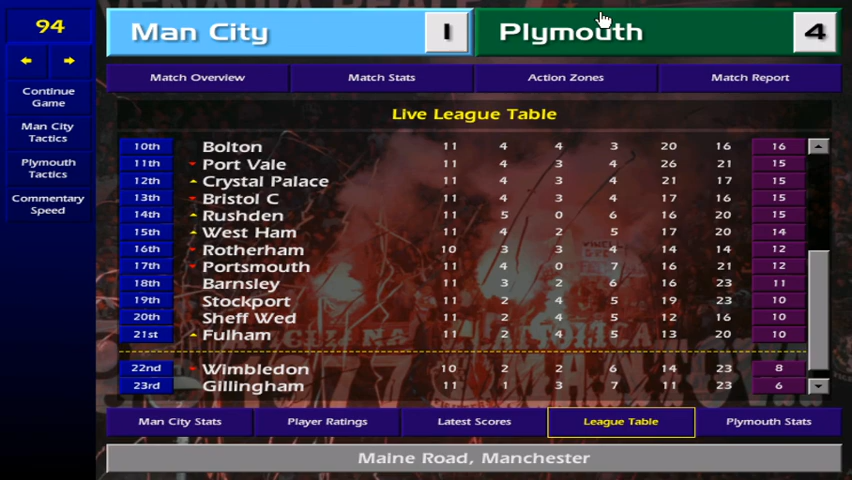 94
Man City 1 Plymouth 4
Continue Game
Man City Tactics
Plymouth Tactics
Commentary Speed
Match Overview Match Stats Action Zones Match Report
Live League Table
10th Bolton 11 4 4 3 20 16 16
11th Port Vale 11 4 3 4 26 21 15
12th Crystal Palace 11 4 3 4 21 17 15
13th Bristol C 11 4 3 4 17 16 15
14th Rushden 11 5 0 6 16 20 15
15th West Ham 11 4 2 5 17 20 14
16th Rotherham 10 3 3 4 14 14 12
17th Portsmouth 11 4 0 7 16 21 12
18th Barnsley 11 3 2 6 16 23 11
19th Stockport 11 2 4 5 19 23 10
20th Sheff Wed 11 2 4 5 12 16 10
21st Fulham 11 2 4 5 13 20 10
22nd Wimbledon 10 2 2 6 14 23 8
23rd Gillingham 11 1 3 7 11 23 6
Man City Stats Player Ratings Latest Scores League Table Plymouth Stats
Maine Road, Manchester